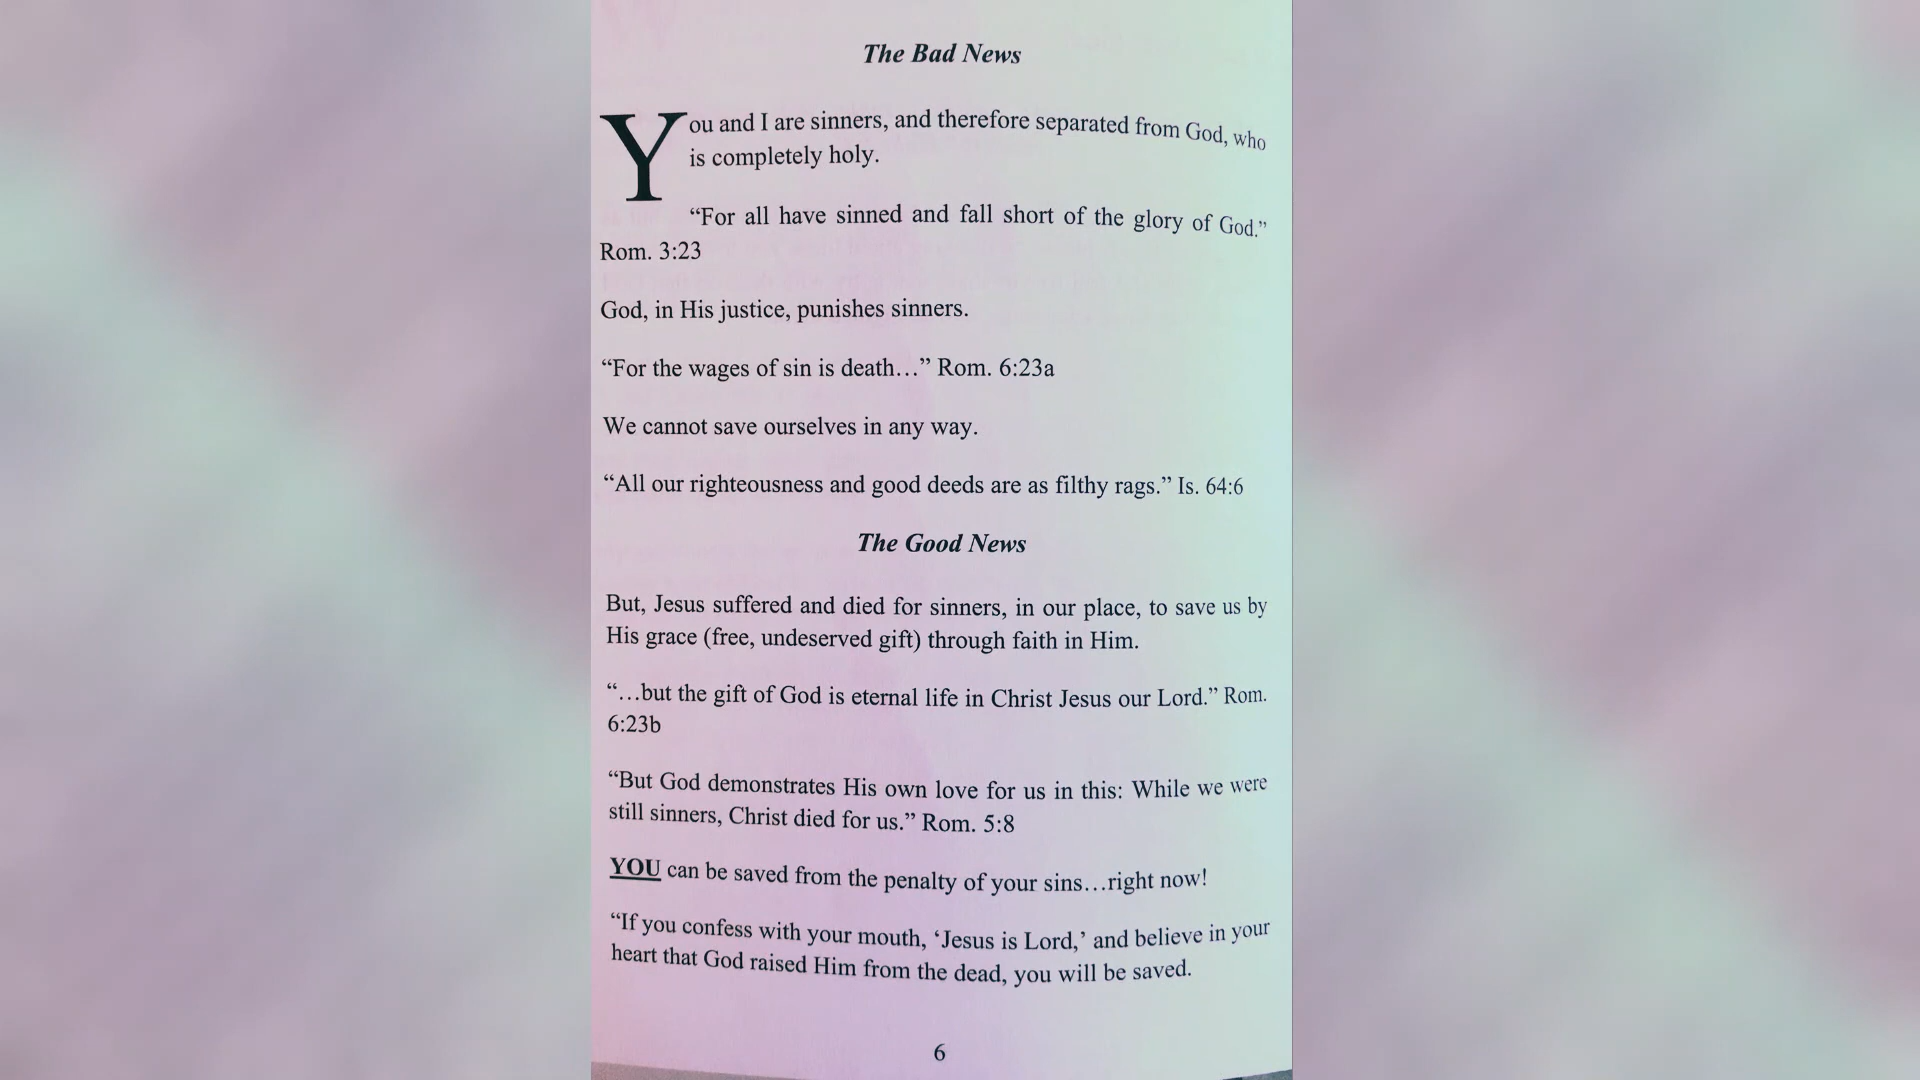 The Bad News
You and I are sinners, and therefore separated from God, who
is completely holy.
“For all have sinned and fall short of the glory of God.”
Rom. 3:23
God, in His justice, punishes sinners.
“For the wages of sin is death…” Rom. 6:23a
We cannot save ourselves in any way.
“All our righteousness and good deeds are as filthy rags.” Is. 64:6
The Good News
But, Jesus suffered and died for sinners, in our place, to save us by
His grace (free, undeserved gift) through faith in Him.
“…but the gift of God is eternal life in Christ Jesus our Lord.” Rom.
6:23b
“But God demonstrates His own love for us in this: While we were
still sinners, Christ died for us.” Rom. 5:8
YOU can be saved from the penalty of your sins…right now!
“If you confess with your mouth, ‘Jesus is Lord,’ and believe in your
heart that God raised Him from the dead, you will be saved.
6